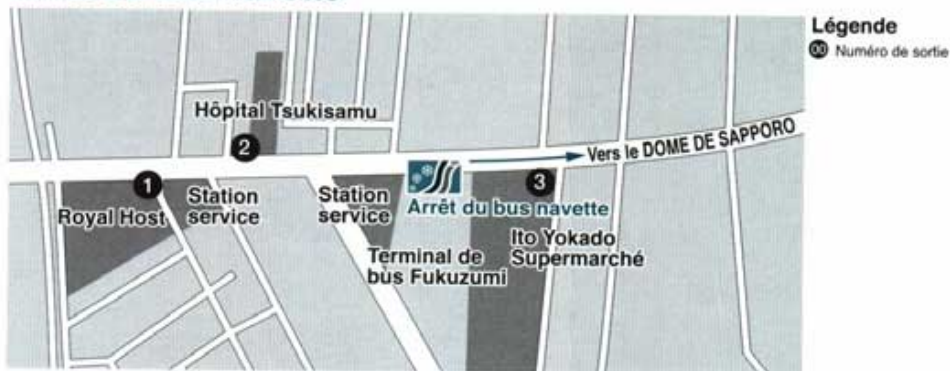 Légende
00 Numéro de sortie
Hôpital Tsukisamu
2
Vers le DOME DE SAPPORO
1
3
Royal Host
Station
service
Station
service
Arrêt du bus navette
Terminal de
bus Fukuzumi
Ito Yokado
Supermarché